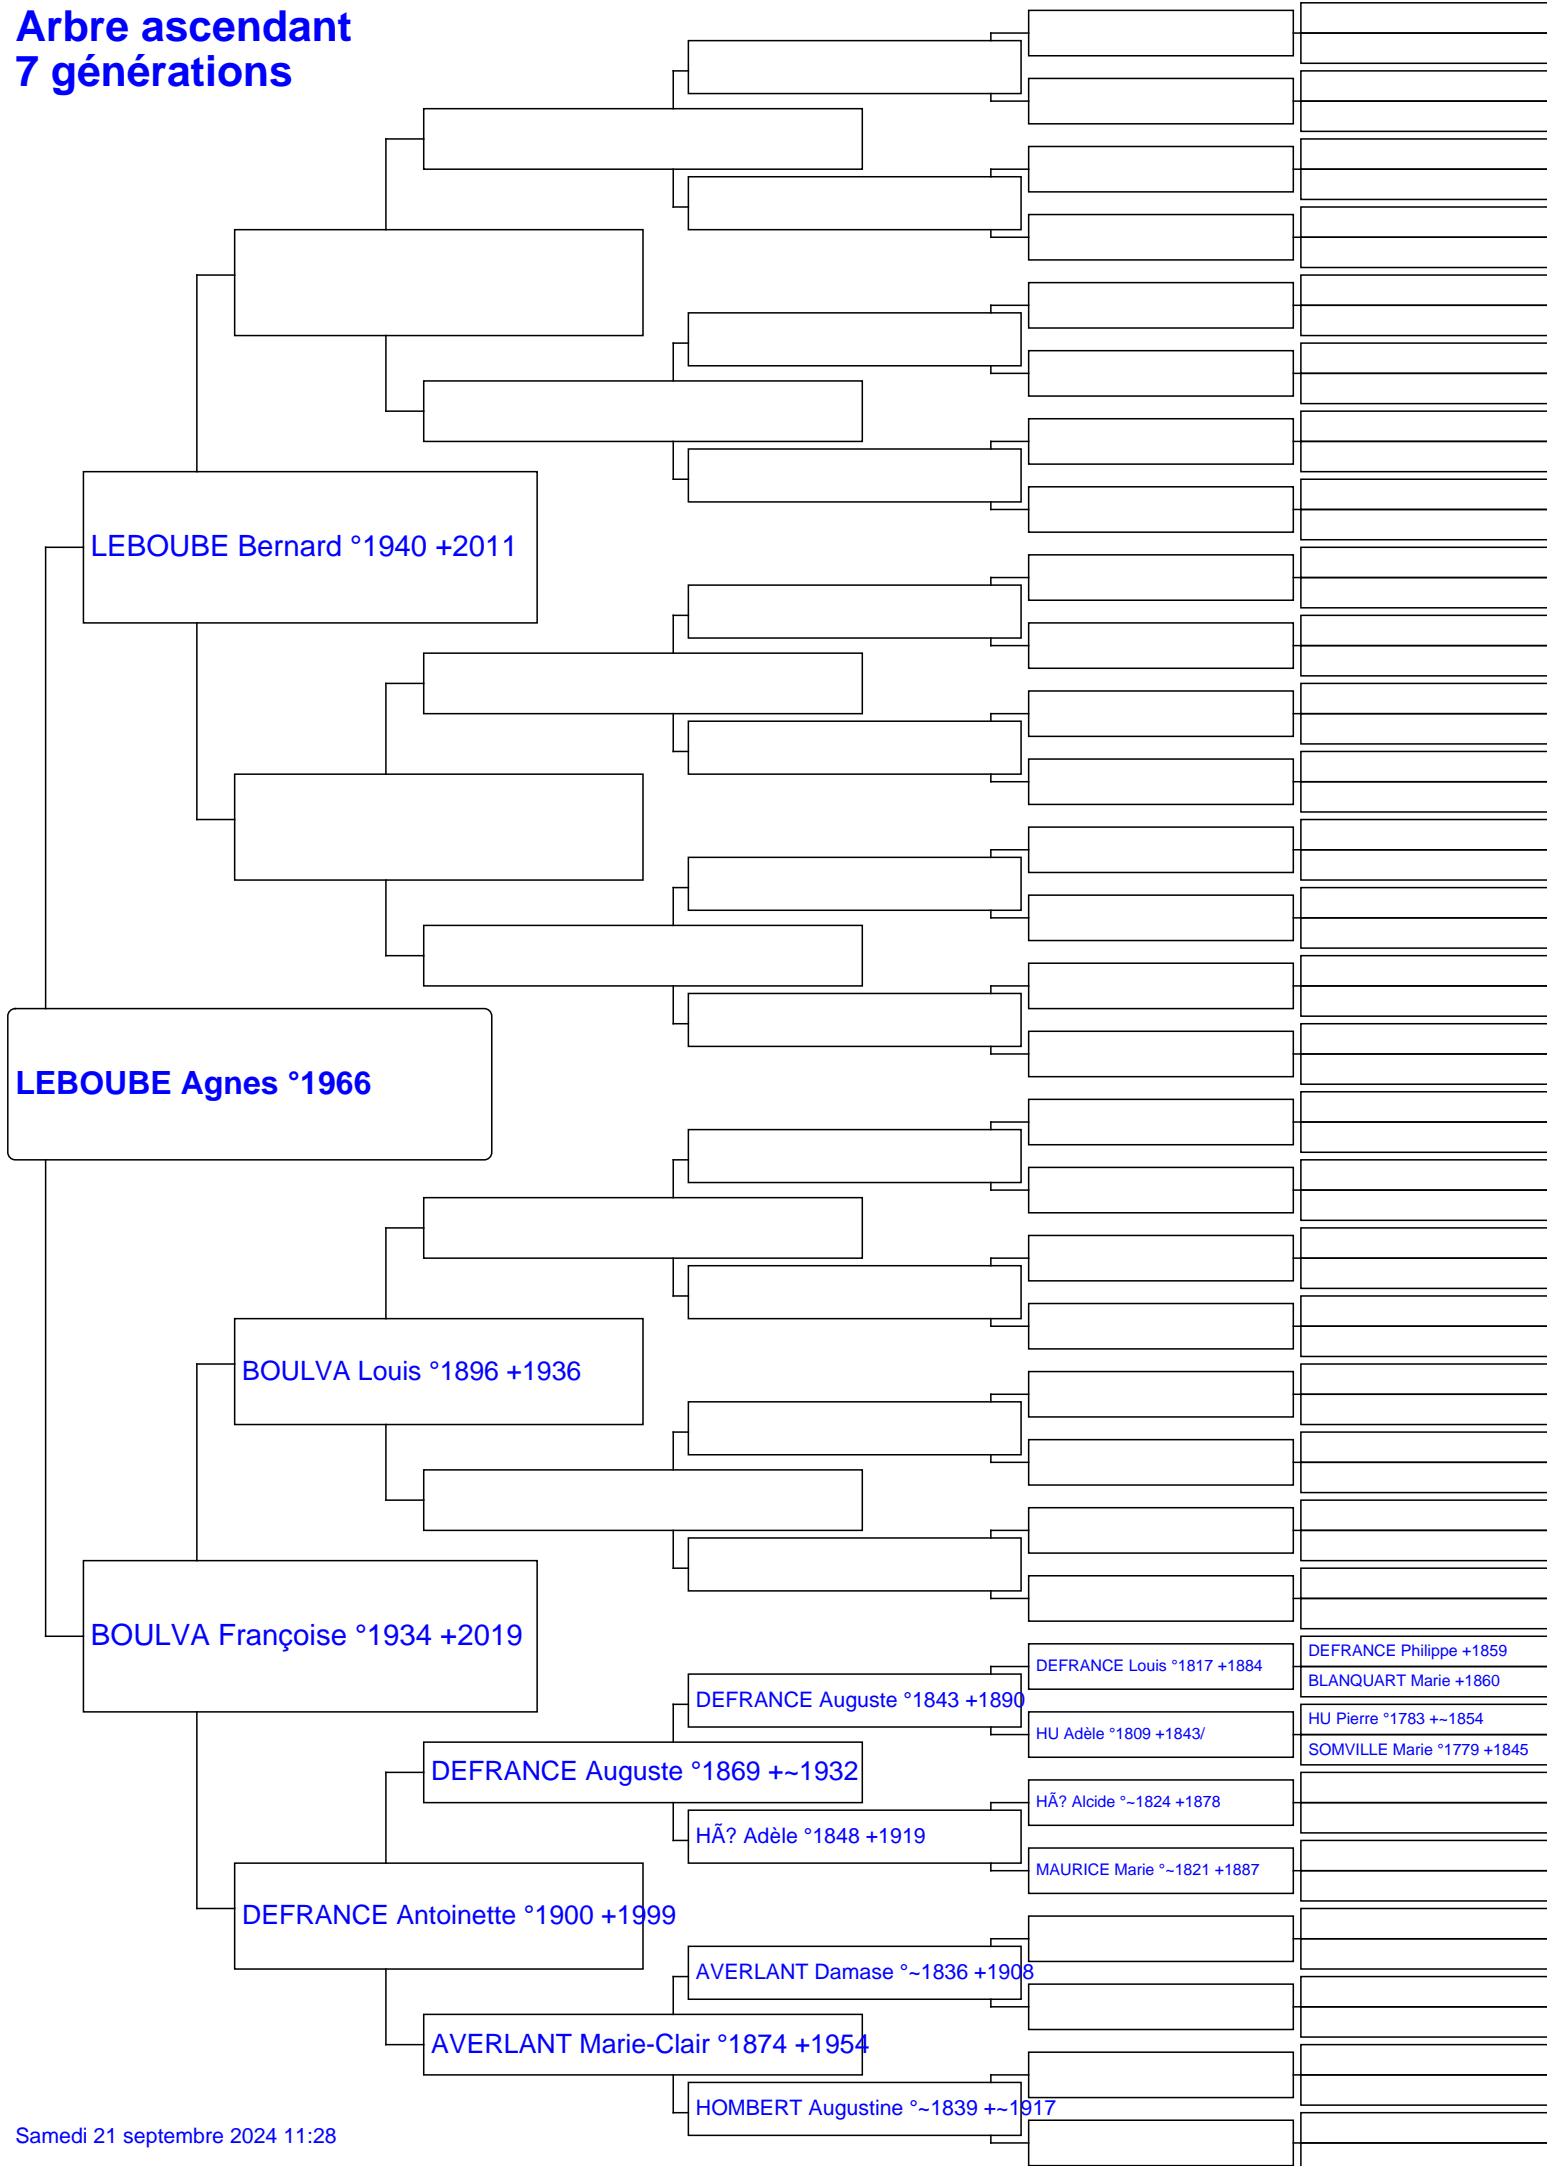 Arbre ascendant
7 générations
LEBOUBE Bernard °1940 +2011
LEBOUBE Agnes °1966
BOULVA Louis °1896 +1936
BOULVA Françoise °1934 +2019
DEFRANCE Philippe +1859
DEFRANCE Louis °1817 +1884
BLANQUART Marie +1860
DEFRANCE Auguste °1843 +1890
HU Pierre °1783 +~1854
HU Adèle °1809 +1843/
SOMVILLE Marie °1779 +1845
DEFRANCE Auguste °1869 +~1932
HÃ? Alcide °~1824 +1878
HÃ? Adèle °1848 +1919
MAURICE Marie °~1821 +1887
DEFRANCE Antoinette °1900 +1999
AVERLANT Damase °~1836 +1908
AVERLANT Marie-Clair °1874 +1954
HOMBERT Augustine °~1839 +~1917
Samedi 21 septembre 2024 11:28